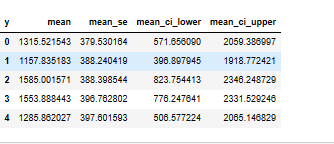 y mean mean_se mean_ci_lower mean_ci_upper
0 1315.521543 379.530164 571.656090 2059.386997
1 1157.835183 388.240419 396.897945 1918.772421
2 1585.001571 388.398544 823.754413 2346.248729
3 1553.888443 396.762802 776.247641 2331.529246
4 1285.862027 397.601593 506.577224 2065.146829